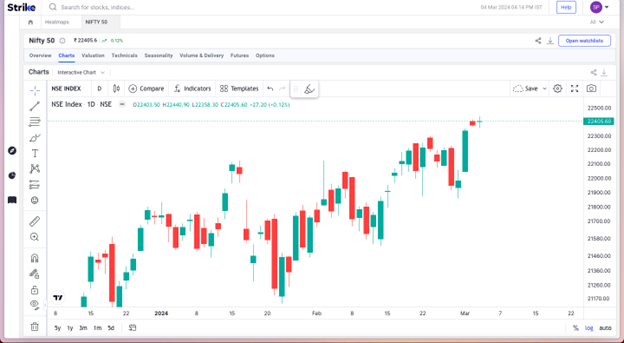 Strike
Search for stocks, indices...
04 Mar 2024 04:14 PM IST
Help
SP
Heatmaps
NIFTY 50
All
Nifty 50
₹ 22405.6
0.12%
Open watchlists
Overview Charts Valuation Technicals Seasonality Volume & Delivery Futures Options
Charts Interactive Chart
NSE INDEX D Compare Indicators Templates Save
NSE Index · 1D NSE O22403.50 H22440.90 L22358.30 C22405.60 +27.20 (+0.12%)
22500.00
22405.60
22300.00
22200.00
22100.00
22000.00
21900.00
21800.00
21700.00
21580.00
21460.00
21360.00
21260.00
21170.00
8 15 22 2024 8 15 22 Feb 8 15 22 Mar 7 15 22
5y 1y 3m 1m 5d
% log auto